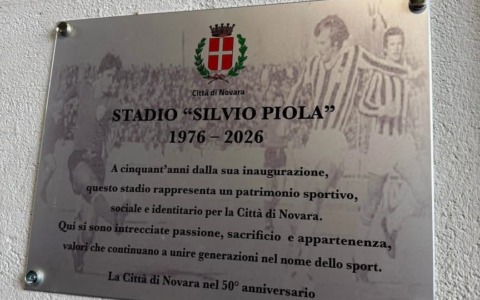 Città di Novara
STADIO “SILVIO PIOLA”
1976 – 2026
A cinquant'anni dalla sua inaugurazione,
questo stadio rappresenta un patrimonio sportivo,
sociale e identitario per la Città di Novara.
Qui si sono intrecciate passione, sacrificio e appartenenza,
valori che continuano a unire generazioni nel nome dello sport.
La Città di Novara nel 50° anniversario